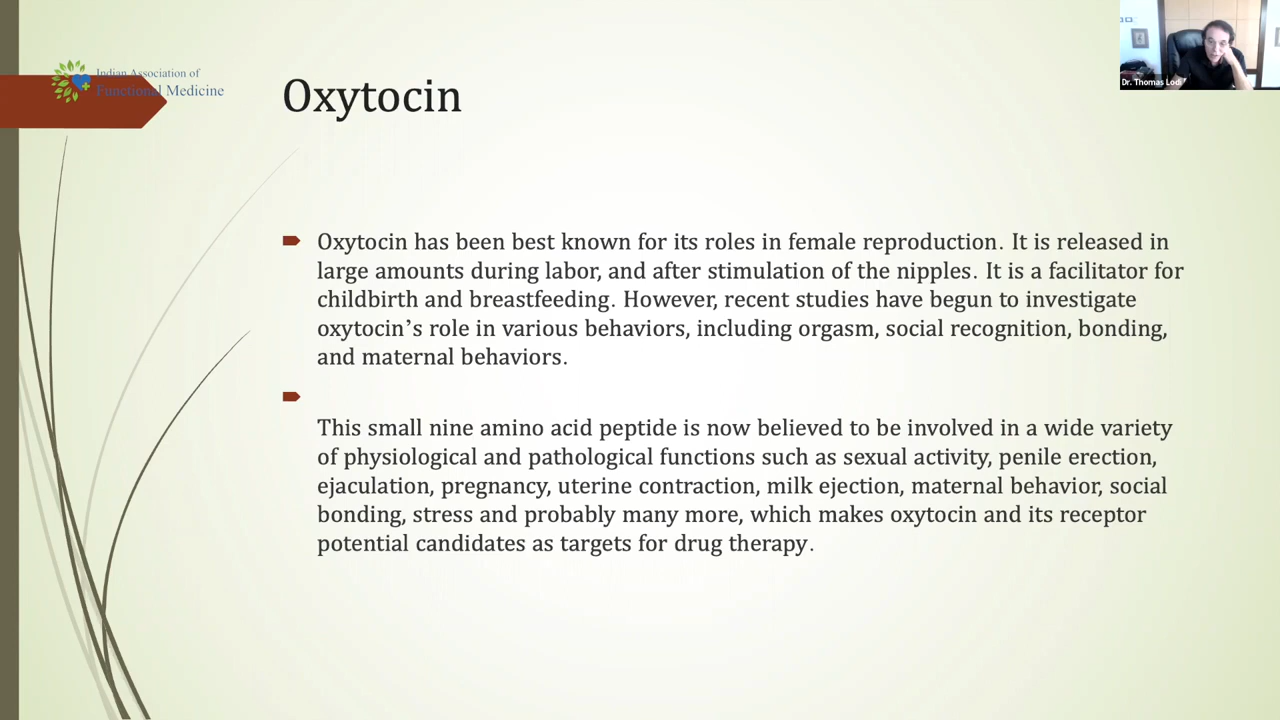 Indian Association of
Functional Medicine
Oxytocin
Dr. Thomas Lodi
Oxytocin has been best known for its roles in female reproduction. It is released in
large amounts during labor, and after stimulation of the nipples. It is a facilitator for
childbirth and breastfeeding. However, recent studies have begun to investigate
oxytocin’s role in various behaviors, including orgasm, social recognition, bonding,
and maternal behaviors.
This small nine amino acid peptide is now believed to be involved in a wide variety
of physiological and pathological functions such as sexual activity, penile erection,
ejaculation, pregnancy, uterine contraction, milk ejection, maternal behavior, social
bonding, stress and probably many more, which makes oxytocin and its receptor
potential candidates as targets for drug therapy.